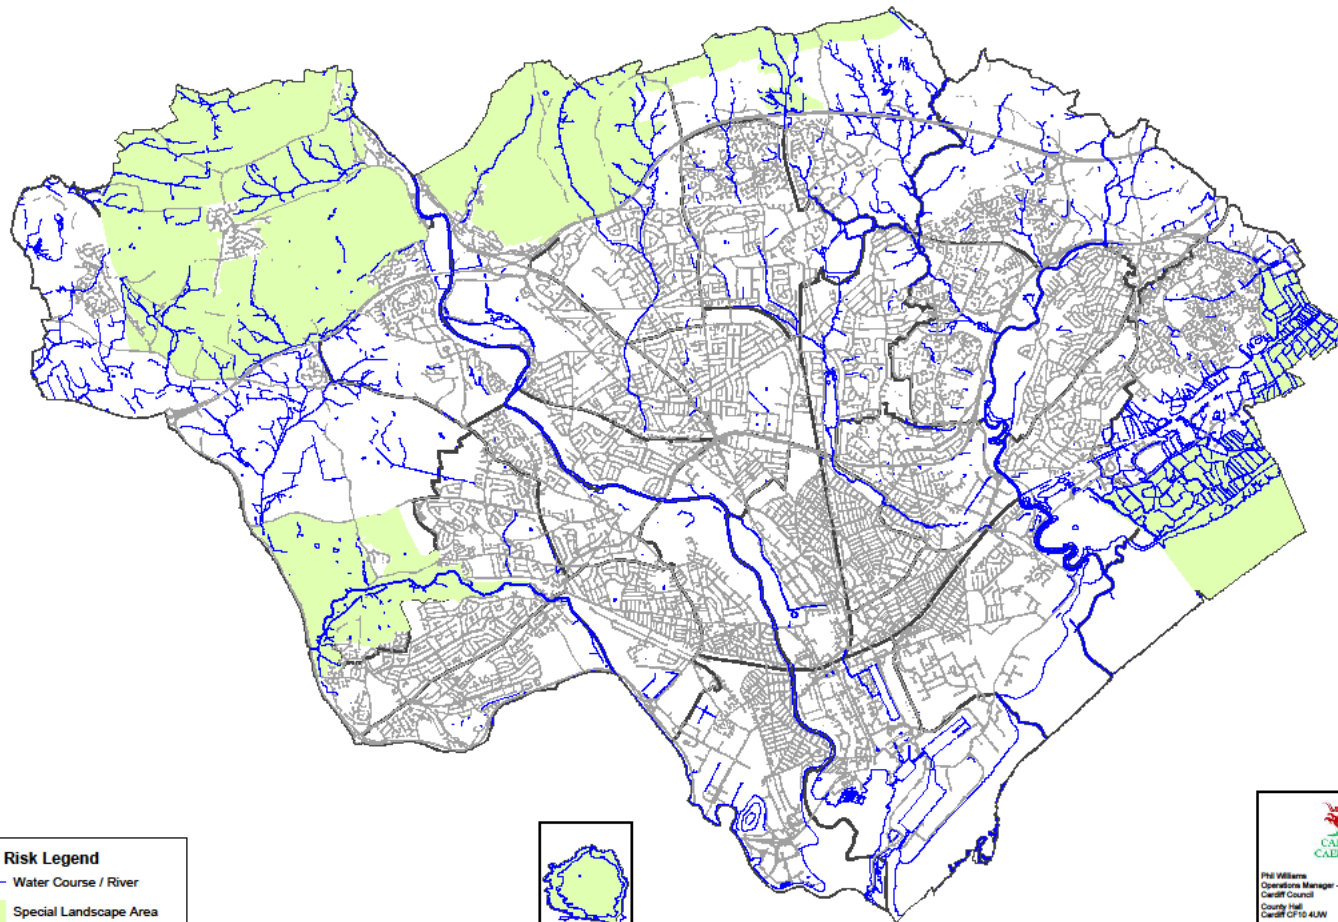 Risk Legend
Water Course / River
Special Landscape Area
Phil Williams
Operations Manager -
Cardiff Council
County Hall
Cardiff CF10 4UW